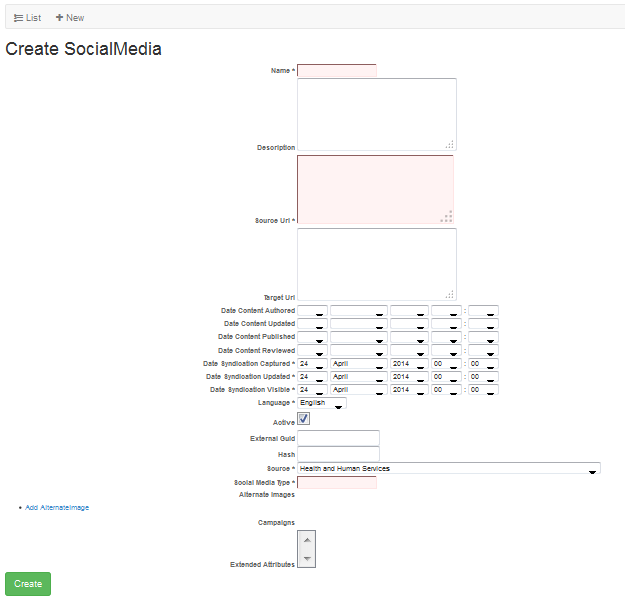 List New
Create SocialMedia
Name *
Description
Source Url *
Target Url
Date Content Authored :
Date Content Updated :
Date Content Published :
Date Content Reviewed :
Date Syndication Captured * 24 April 2014 00 : 00
Date Syndication Updated * 24 April 2014 00 : 00
Date Syndication Visible * 24 April 2014 00 : 00
Language * English
Active
External Guid
Hash
Source * Health and Human Services
Social Media Type *
Alternate Images
• Add AlternateImage
Campaigns
Extended Attributes
Create